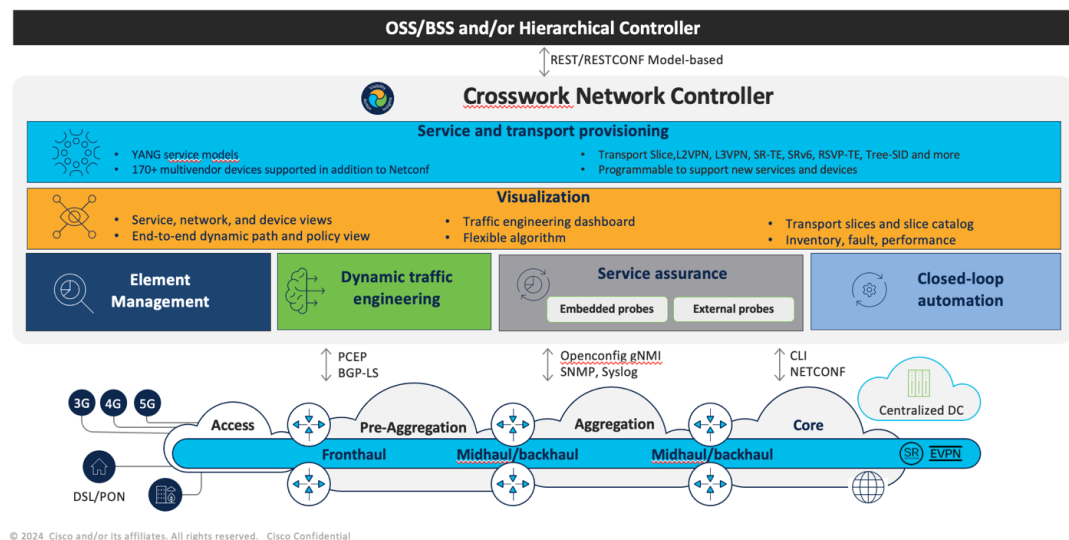 OSS/BSS and/or Hierarchical Controller
REST/RESTCONF Model-based
Crosswork Network Controller
Service and transport provisioning
• YANG service models
• 170+ multivendor devices supported in addition to Netconf
• Transport Slice,L2VPN, L3VPN, SR-TE, SRv6, RSVP-TE, Tree-SID and more
• Programmable to support new services and devices
Visualization
• Service, network, and device views
• End-to-end dynamic path and policy view
• Traffic engineering dashboard
• Flexible algorithm
• Transport slices and slice catalog
• Inventory, fault, performance
Element
Management
Dynamic traffic
engineering
Service assurance
Embedded probes
External probes
Closed-loop
automation
PCEP
BGP-LS
Openconfig gNMI
SNMP, Syslog
CLI
NETCONF
3G
4G
5G
Access
Pre-Aggregation
Aggregation
Core
Centralized DC
Fronthaul
Midhaul/backhaul
Midhaul/backhaul
SR
EVPN
DSL/PON
© 2024 Cisco and/or its affiliates. All rights reserved. Cisco Confidential